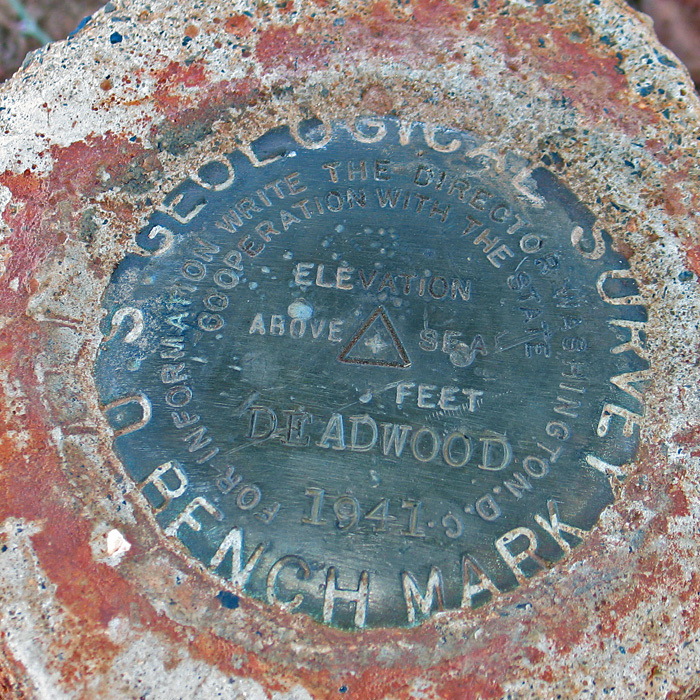 U S GEOLOGICAL SURVEY
BENCH MARK
FOR INFORMATION WRITE THE DIRECTOR WASHINGTON, D. C.
COOPERATION WITH THE STATE
ELEVATION
ABOVE SEA
FEET
DEADWOOD
1941